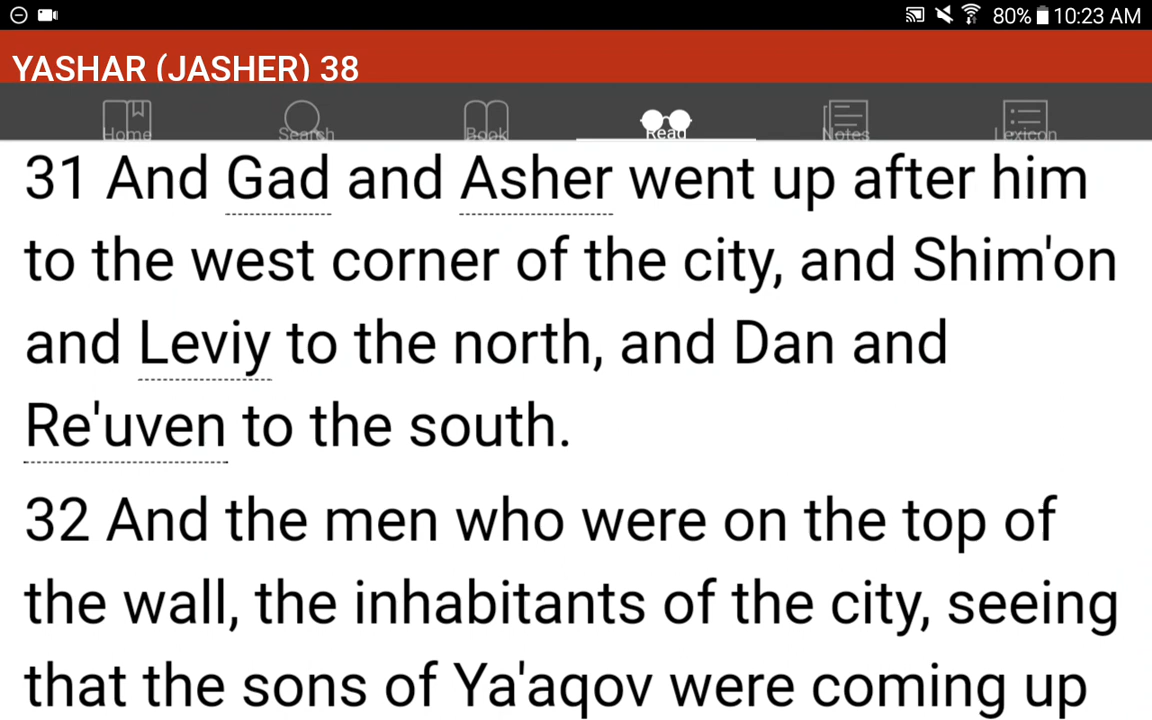 80% 10:23 AM
YASHAR (JASHER) 38
Home Search Book Read Notes Lexicon
31 And Gad and Asher went up after him
to the west corner of the city, and Shim'on
and Leviy to the north, and Dan and
Re'uven to the south.
32 And the men who were on the top of
the wall, the inhabitants of the city, seeing
that the sons of Ya'aqov were coming up